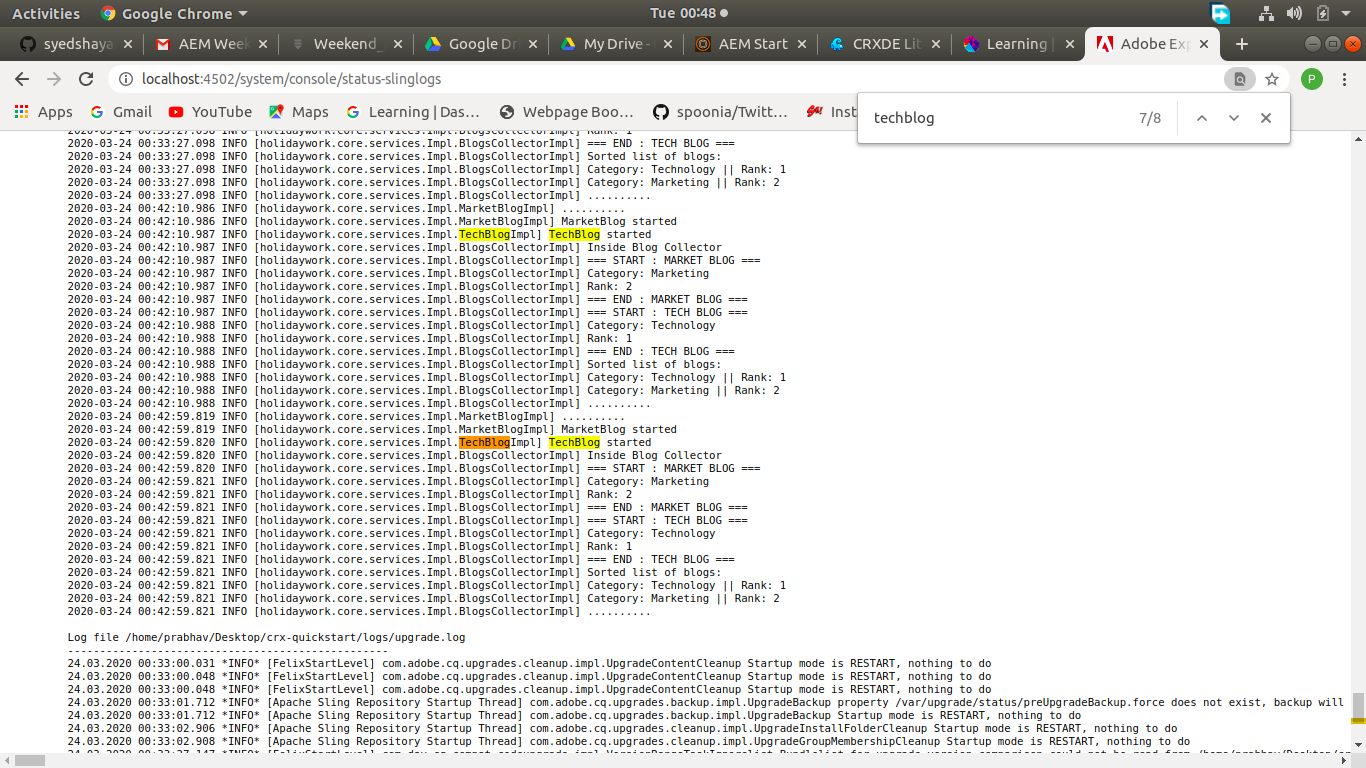 Activities Google Chrome Tue 00:48
syedshaya AEM Week Weekend_ Google Dr My Drive - AEM Start CRXDE Lit Learning | Adobe Exp
localhost:4502/system/console/status-slinglogs P
Apps Gmail YouTube Maps Learning | Das… Webpage Boo… spoonia/Twitt… Inst
techblog 7/8
2020-03-24 00:33:27.098 INFO [holidaywork.core.services.Impl.BlogsCollectorImpl] Rank: 1
2020-03-24 00:33:27.098 INFO [holidaywork.core.services.Impl.BlogsCollectorImpl] === END : TECH BLOG ===
2020-03-24 00:33:27.098 INFO [holidaywork.core.services.Impl.BlogsCollectorImpl] Sorted list of blogs:
2020-03-24 00:33:27.098 INFO [holidaywork.core.services.Impl.BlogsCollectorImpl] Category: Technology || Rank: 1
2020-03-24 00:33:27.098 INFO [holidaywork.core.services.Impl.BlogsCollectorImpl] Category: Marketing || Rank: 2
2020-03-24 00:33:27.098 INFO [holidaywork.core.services.Impl.BlogsCollectorImpl] ..........
2020-03-24 00:42:10.986 INFO [holidaywork.core.services.Impl.MarketBlogImpl] ..........
2020-03-24 00:42:10.986 INFO [holidaywork.core.services.Impl.MarketBlogImpl] MarketBlog started
2020-03-24 00:42:10.987 INFO [holidaywork.core.services.Impl.TechBlogImpl] TechBlog started
2020-03-24 00:42:10.987 INFO [holidaywork.core.services.Impl.BlogsCollectorImpl] Inside Blog Collector
2020-03-24 00:42:10.987 INFO [holidaywork.core.services.Impl.BlogsCollectorImpl] === START : MARKET BLOG ===
2020-03-24 00:42:10.987 INFO [holidaywork.core.services.Impl.BlogsCollectorImpl] Category: Marketing
2020-03-24 00:42:10.987 INFO [holidaywork.core.services.Impl.BlogsCollectorImpl] Rank: 2
2020-03-24 00:42:10.987 INFO [holidaywork.core.services.Impl.BlogsCollectorImpl] === END : MARKET BLOG ===
2020-03-24 00:42:10.987 INFO [holidaywork.core.services.Impl.BlogsCollectorImpl] === START : TECH BLOG ===
2020-03-24 00:42:10.988 INFO [holidaywork.core.services.Impl.BlogsCollectorImpl] Category: Technology
2020-03-24 00:42:10.988 INFO [holidaywork.core.services.Impl.BlogsCollectorImpl] Rank: 1
2020-03-24 00:42:10.988 INFO [holidaywork.core.services.Impl.BlogsCollectorImpl] === END : TECH BLOG ===
2020-03-24 00:42:10.988 INFO [holidaywork.core.services.Impl.BlogsCollectorImpl] Sorted list of blogs:
2020-03-24 00:42:10.988 INFO [holidaywork.core.services.Impl.BlogsCollectorImpl] Category: Technology || Rank: 1
2020-03-24 00:42:10.988 INFO [holidaywork.core.services.Impl.BlogsCollectorImpl] Category: Marketing || Rank: 2
2020-03-24 00:42:10.988 INFO [holidaywork.core.services.Impl.BlogsCollectorImpl] ..........
2020-03-24 00:42:59.819 INFO [holidaywork.core.services.Impl.MarketBlogImpl] ..........
2020-03-24 00:42:59.819 INFO [holidaywork.core.services.Impl.MarketBlogImpl] MarketBlog started
2020-03-24 00:42:59.820 INFO [holidaywork.core.services.Impl.TechBlogImpl] TechBlog started
2020-03-24 00:42:59.820 INFO [holidaywork.core.services.Impl.BlogsCollectorImpl] Inside Blog Collector
2020-03-24 00:42:59.820 INFO [holidaywork.core.services.Impl.BlogsCollectorImpl] === START : MARKET BLOG ===
2020-03-24 00:42:59.821 INFO [holidaywork.core.services.Impl.BlogsCollectorImpl] Category: Marketing
2020-03-24 00:42:59.821 INFO [holidaywork.core.services.Impl.BlogsCollectorImpl] Rank: 2
2020-03-24 00:42:59.821 INFO [holidaywork.core.services.Impl.BlogsCollectorImpl] === END : MARKET BLOG ===
2020-03-24 00:42:59.821 INFO [holidaywork.core.services.Impl.BlogsCollectorImpl] === START : TECH BLOG ===
2020-03-24 00:42:59.821 INFO [holidaywork.core.services.Impl.BlogsCollectorImpl] Category: Technology
2020-03-24 00:42:59.821 INFO [holidaywork.core.services.Impl.BlogsCollectorImpl] Rank: 1
2020-03-24 00:42:59.821 INFO [holidaywork.core.services.Impl.BlogsCollectorImpl] === END : TECH BLOG ===
2020-03-24 00:42:59.821 INFO [holidaywork.core.services.Impl.BlogsCollectorImpl] Sorted list of blogs:
2020-03-24 00:42:59.821 INFO [holidaywork.core.services.Impl.BlogsCollectorImpl] Category: Technology || Rank: 1
2020-03-24 00:42:59.821 INFO [holidaywork.core.services.Impl.BlogsCollectorImpl] Category: Marketing || Rank: 2
2020-03-24 00:42:59.821 INFO [holidaywork.core.services.Impl.BlogsCollectorImpl] ..........
Log file /home/prabhav/Desktop/crx-quickstart/logs/upgrade.log
--------------------------------------------------
24.03.2020 00:33:00.031 *INFO* [FelixStartLevel] com.adobe.cq.upgrades.cleanup.impl.UpgradeContentCleanup Startup mode is RESTART, nothing to do
24.03.2020 00:33:00.048 *INFO* [FelixStartLevel] com.adobe.cq.upgrades.cleanup.impl.UpgradeContentCleanup Startup mode is RESTART, nothing to do
24.03.2020 00:33:00.048 *INFO* [FelixStartLevel] com.adobe.cq.upgrades.cleanup.impl.UpgradeContentCleanup Startup mode is RESTART, nothing to do
24.03.2020 00:33:01.712 *INFO* [Apache Sling Repository Startup Thread] com.adobe.cq.upgrades.backup.impl.UpgradeBackup property /var/upgrade/status/preUpgradeBackup.force does not exist, backup will
24.03.2020 00:33:01.712 *INFO* [Apache Sling Repository Startup Thread] com.adobe.cq.upgrades.backup.impl.UpgradeBackup Startup mode is RESTART, nothing to do
24.03.2020 00:33:02.906 *INFO* [Apache Sling Repository Startup Thread] com.adobe.cq.upgrades.cleanup.impl.UpgradeInstallFolderCleanup Startup mode is RESTART, nothing to do
24.03.2020 00:33:02.908 *INFO* [Apache Sling Repository Startup Thread] com.adobe.cq.upgrades.cleanup.impl.UpgradeGroupMembershipCleanup Startup mode is RESTART, nothing to do